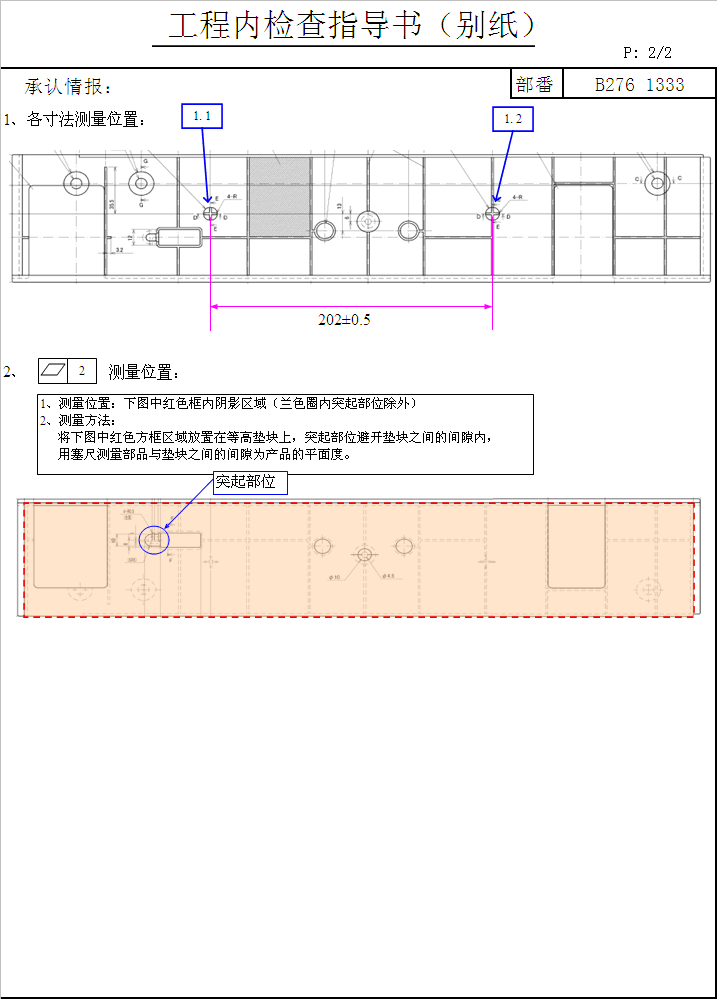 工程内检查指导书（别纸）
P: 2/2
承认情报：
部番
B276 1333
1、各寸法测量位置：
1.1
1.2
G
G
C
C
35.5
4-R
E
D
D
E
4-R
E
D
D
E
13
5
12
3.2
202±0.5
2、
2
测量位置：
1、测量位置：下图中红色框内阴影区域（兰色圈内突起部位除外）
2、测量方法：
将下图中红色方框区域放置在等高垫块上，突起部位避开垫块之间的间隙内，
用塞尺测量部品与垫块之间的间隙为产品的平面度。
突起部位
F